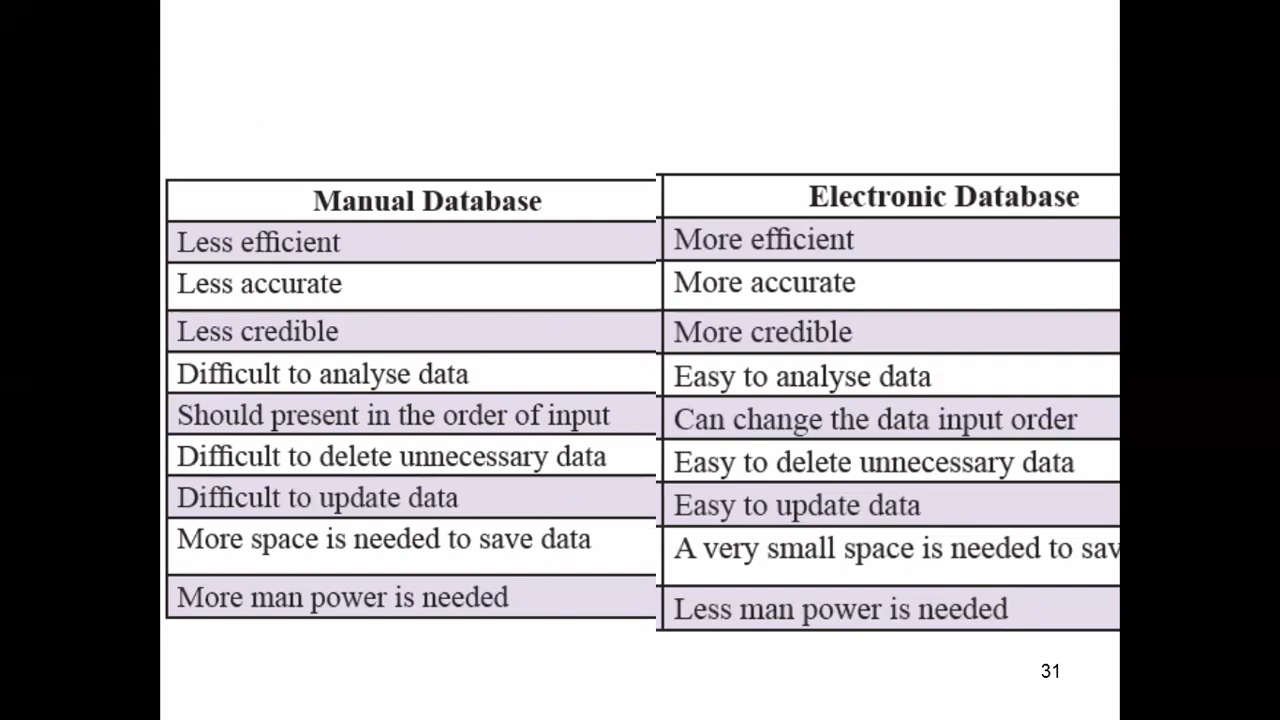 Manual Database
Electronic Database
Less efficient
More efficient
Less accurate
More accurate
Less credible
More credible
Difficult to analyse data
Easy to analyse data
Should present in the order of input
Can change the data input order
Difficult to delete unnecessary data
Easy to delete unnecessary data
Difficult to update data
Easy to update data
More space is needed to save data
A very small space is needed to sav
More man power is needed
Less man power is needed
31